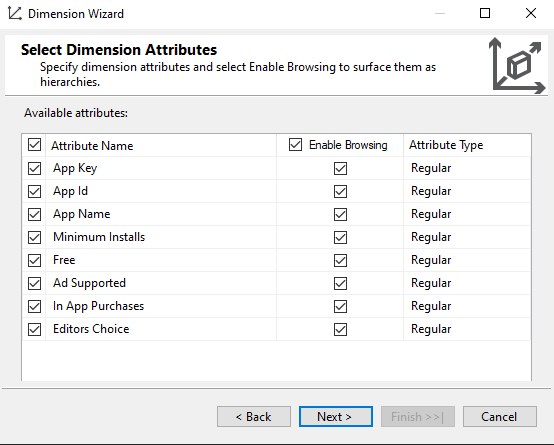 Dimension Wizard
Select Dimension Attributes
Specify dimension attributes and select Enable Browsing to surface them as
hierarchies.
Available attributes:
Attribute Name Enable Browsing Attribute Type
App Key Regular
App Id Regular
App Name Regular
Minimum Installs Regular
Free Regular
Ad Supported Regular
In App Purchases Regular
Editors Choice Regular
< Back Next > Finish >>| Cancel